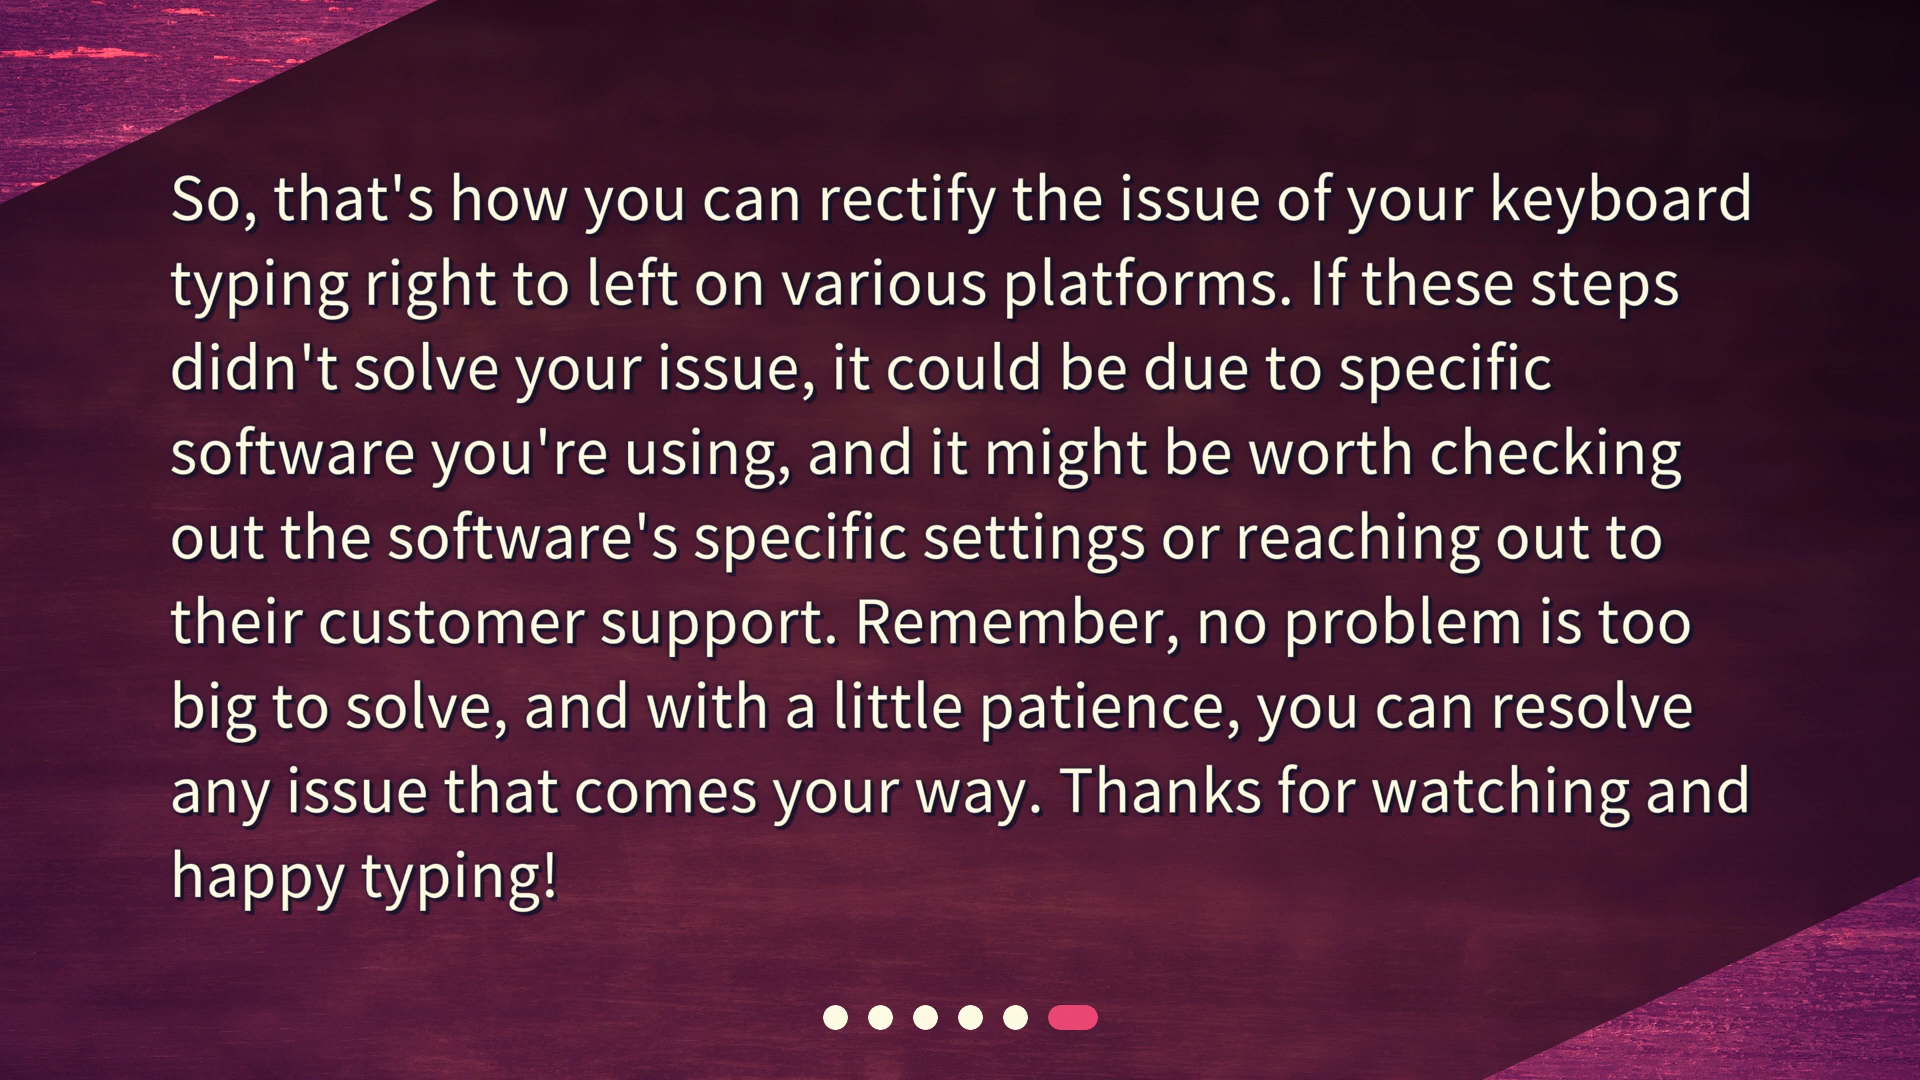 So, that's how you can rectify the issue of your keyboard
typing right to left on various platforms. If these steps
didn't solve your issue, it could be due to specific
software you're using, and it might be worth checking
out the software's specific settings or reaching out to
their customer support. Remember, no problem is too
big to solve, and with a little patience, you can resolve
any issue that comes your way. Thanks for watching and
happy typing!